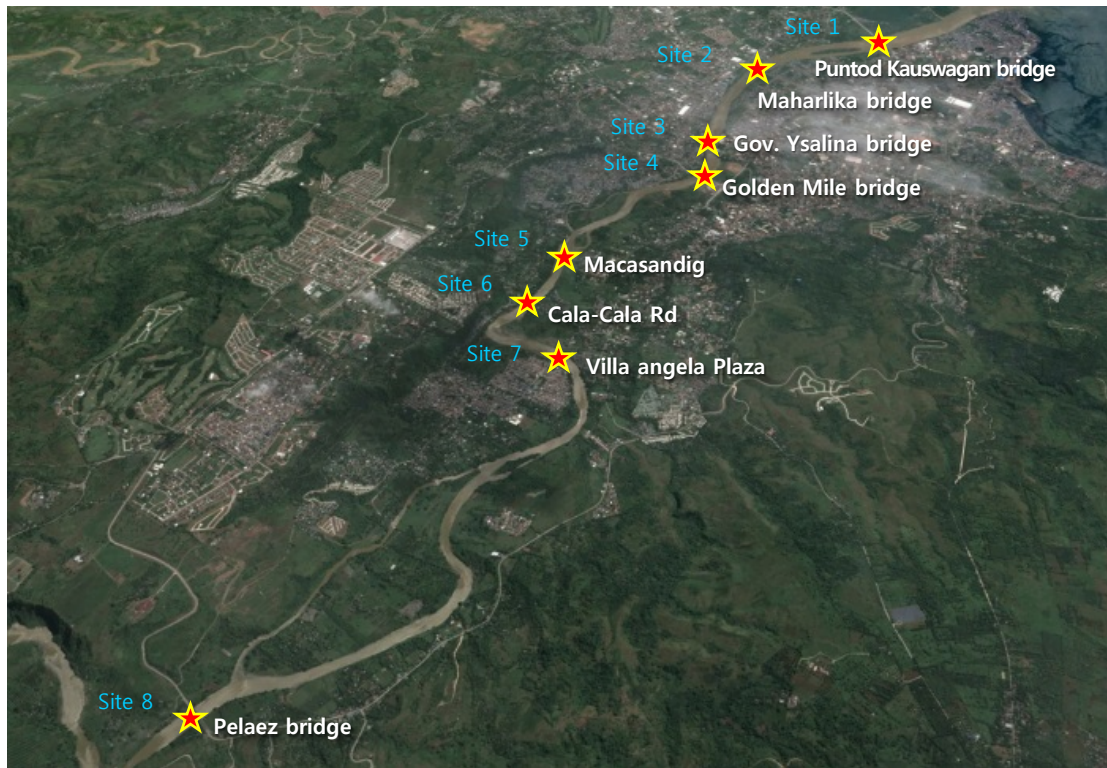 Site 1
Puntod Kauswagan bridge
Site 2
Maharlika bridge
Site 3
Gov. Ysalina bridge
Site 4
Golden Mile bridge
Site 5
Macasandig
Site 6
Cala-Cala Rd
Site 7
Villa angela Plaza
Site 8
Pelaez bridge